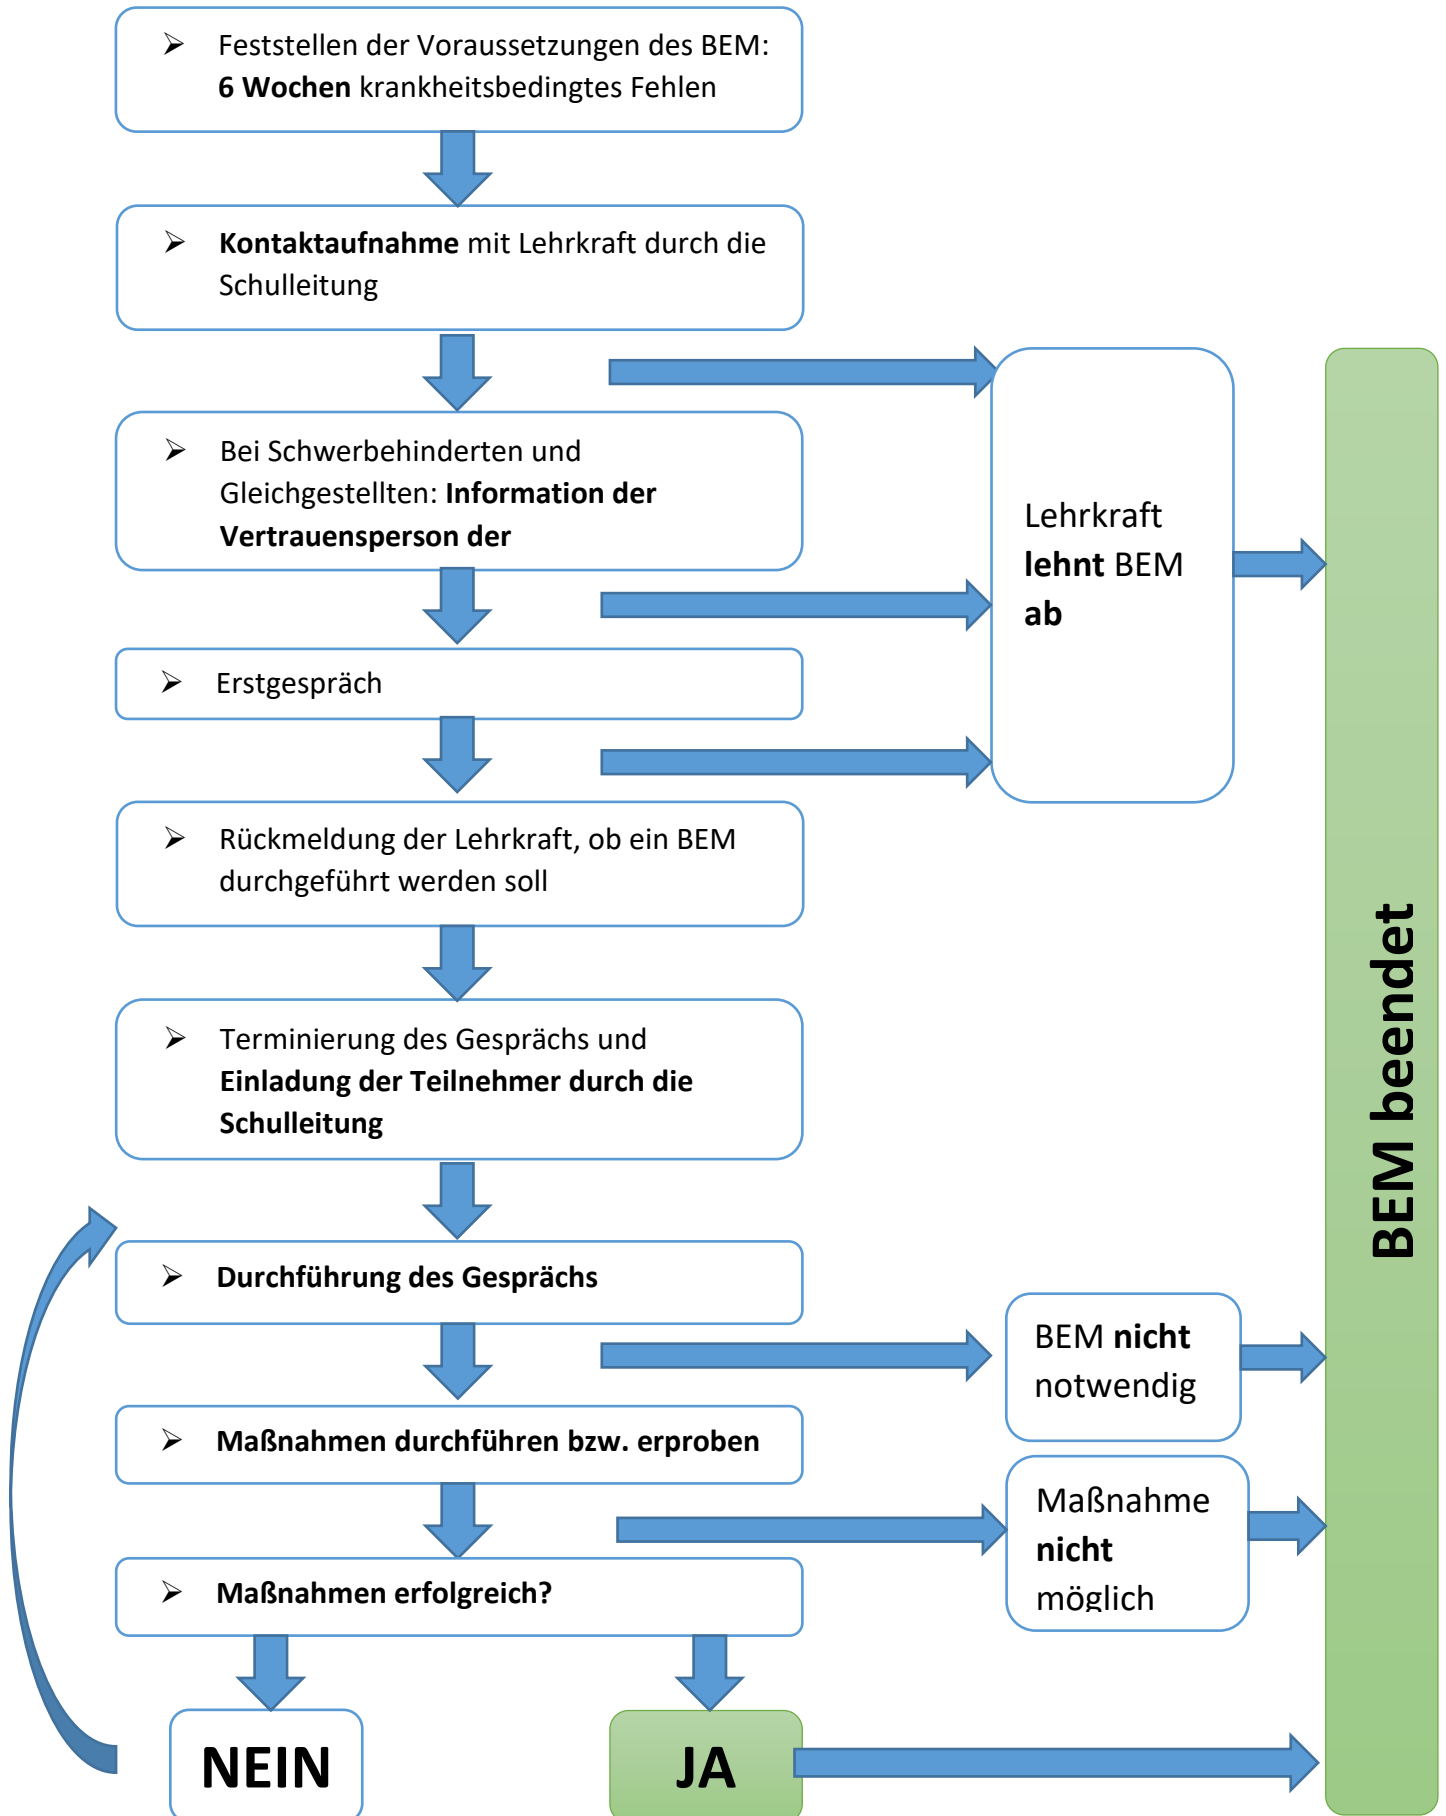 ➢ Feststellen der Voraussetzungen des BEM:
6 Wochen krankheitsbedingtes Fehlen
➢ Kontaktaufnahme mit Lehrkraft durch die
Schulleitung
➢ Bei Schwerbehinderten und
Gleichgestellten: Information der
Vertrauensperson der
Lehrkraft
lehnt BEM
ab
➢ Erstgespräch
➢ Rückmeldung der Lehrkraft, ob ein BEM
durchgeführt werden soll
➢ Terminierung des Gesprächs und
Einladung der Teilnehmer durch die
Schulleitung
➢ Durchführung des Gesprächs
BEM nicht
notwendig
➢ Maßnahmen durchführen bzw. erproben
Maßnahme
nicht
möglich
➢ Maßnahmen erfolgreich?
NEIN
JA
BEM beendet